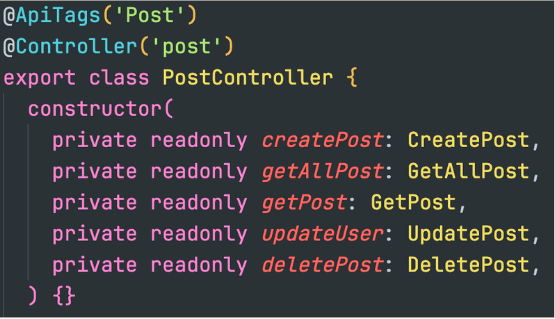 @ApiTags('Post')
@Controller('post')
export class PostController {
  constructor(
    private readonly createPost: CreatePost,
    private readonly getAllPost: GetAllPost,
    private readonly getPost: GetPost,
    private readonly updateUser: UpdatePost,
    private readonly deletePost: DeletePost,
  ) {}